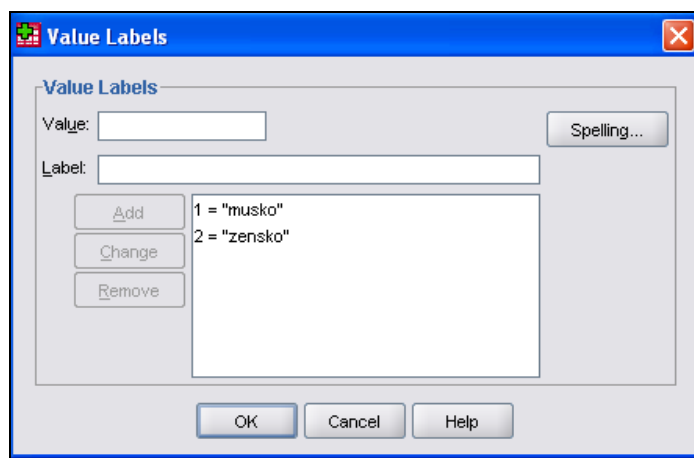 Value Labels
Value Labels
Value:
Spelling...
Label:
Add
1 = "musko"
2 = "zensko"
Change
Remove
OK
Cancel
Help